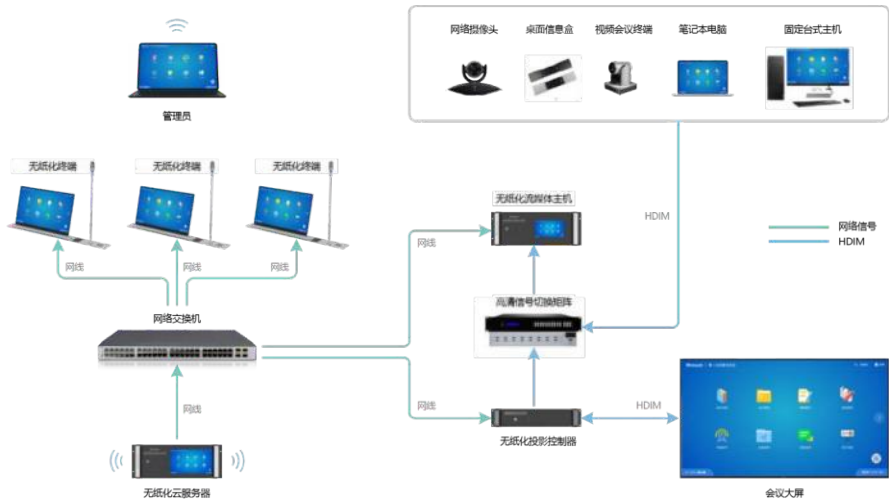 网络摄像头 桌面信息盒 视频会议终端 笔记本电脑 固定台式主机
管理员
无纸化终端 无纸化终端 无纸化终端
无纸化流媒体主机
HDIM
网络信号
HDIM
网线
网线 网线 网线
高清信号切换矩阵
网络交换机
网线
网线
HDIM
无纸化投影控制器
无纸化云服务器
会议大屏